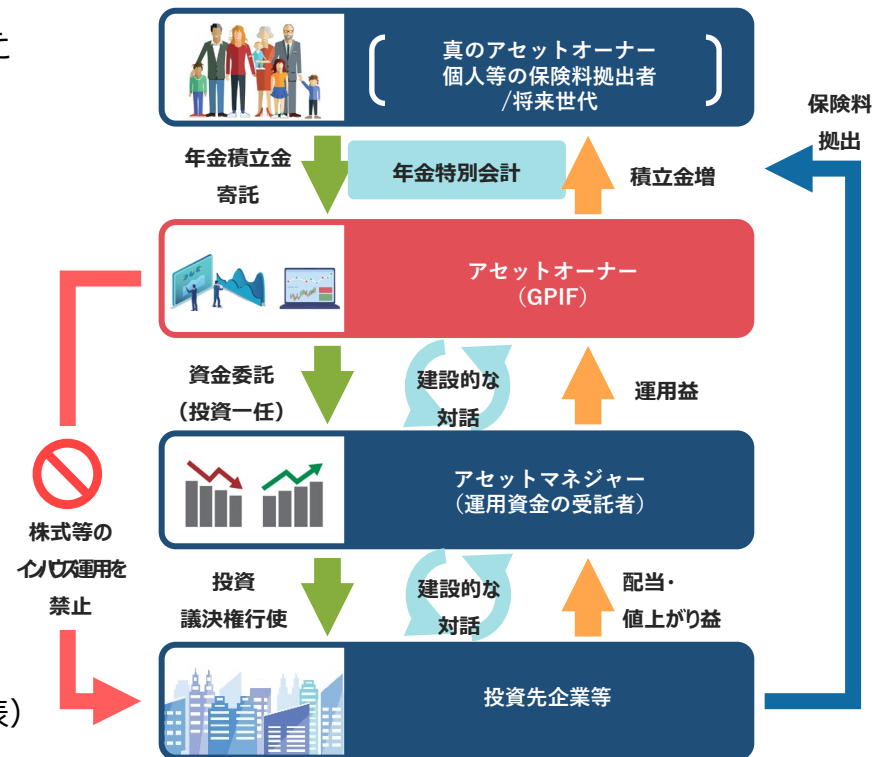 た
真のアセットオーナー
個人等の保険料拠出者
/将来世代
保険料
拠出
年金積立金
寄託
年金特別会計
積立金増
アセットオーナー
(GPIF)
資金委託
(投資一任)
建設的な
対話
運用益
アセットマネジャー
(運用資金の受託者)
株式等の
インハウス運用を
禁止
投資
議決権行使
建設的な
対話
配当・
値上がり益
投資先企業等
表)